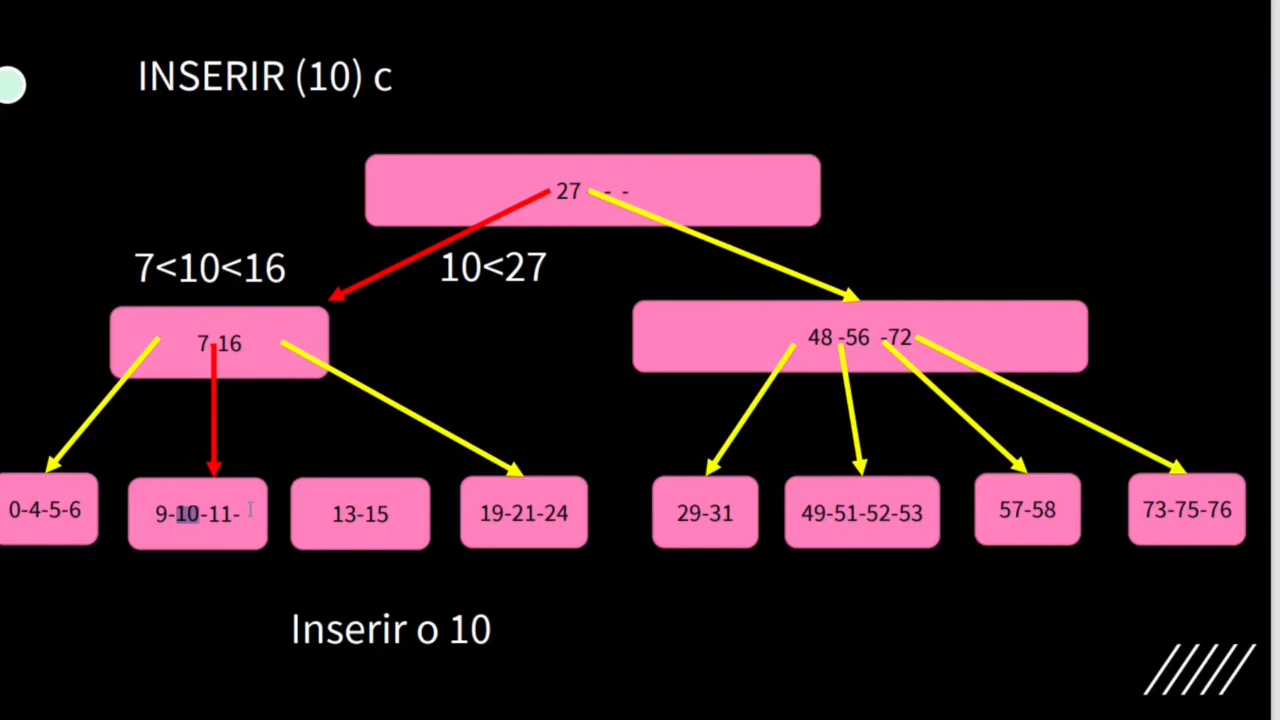 INSERIR (10) c
27 - -
7<10<16
10<27
7 16
48 -56 -72
0-4-5-6
9-10-11-
13-15
19-21-24
29-31
49-51-52-53
57-58
73-75-76
Inserir o 10